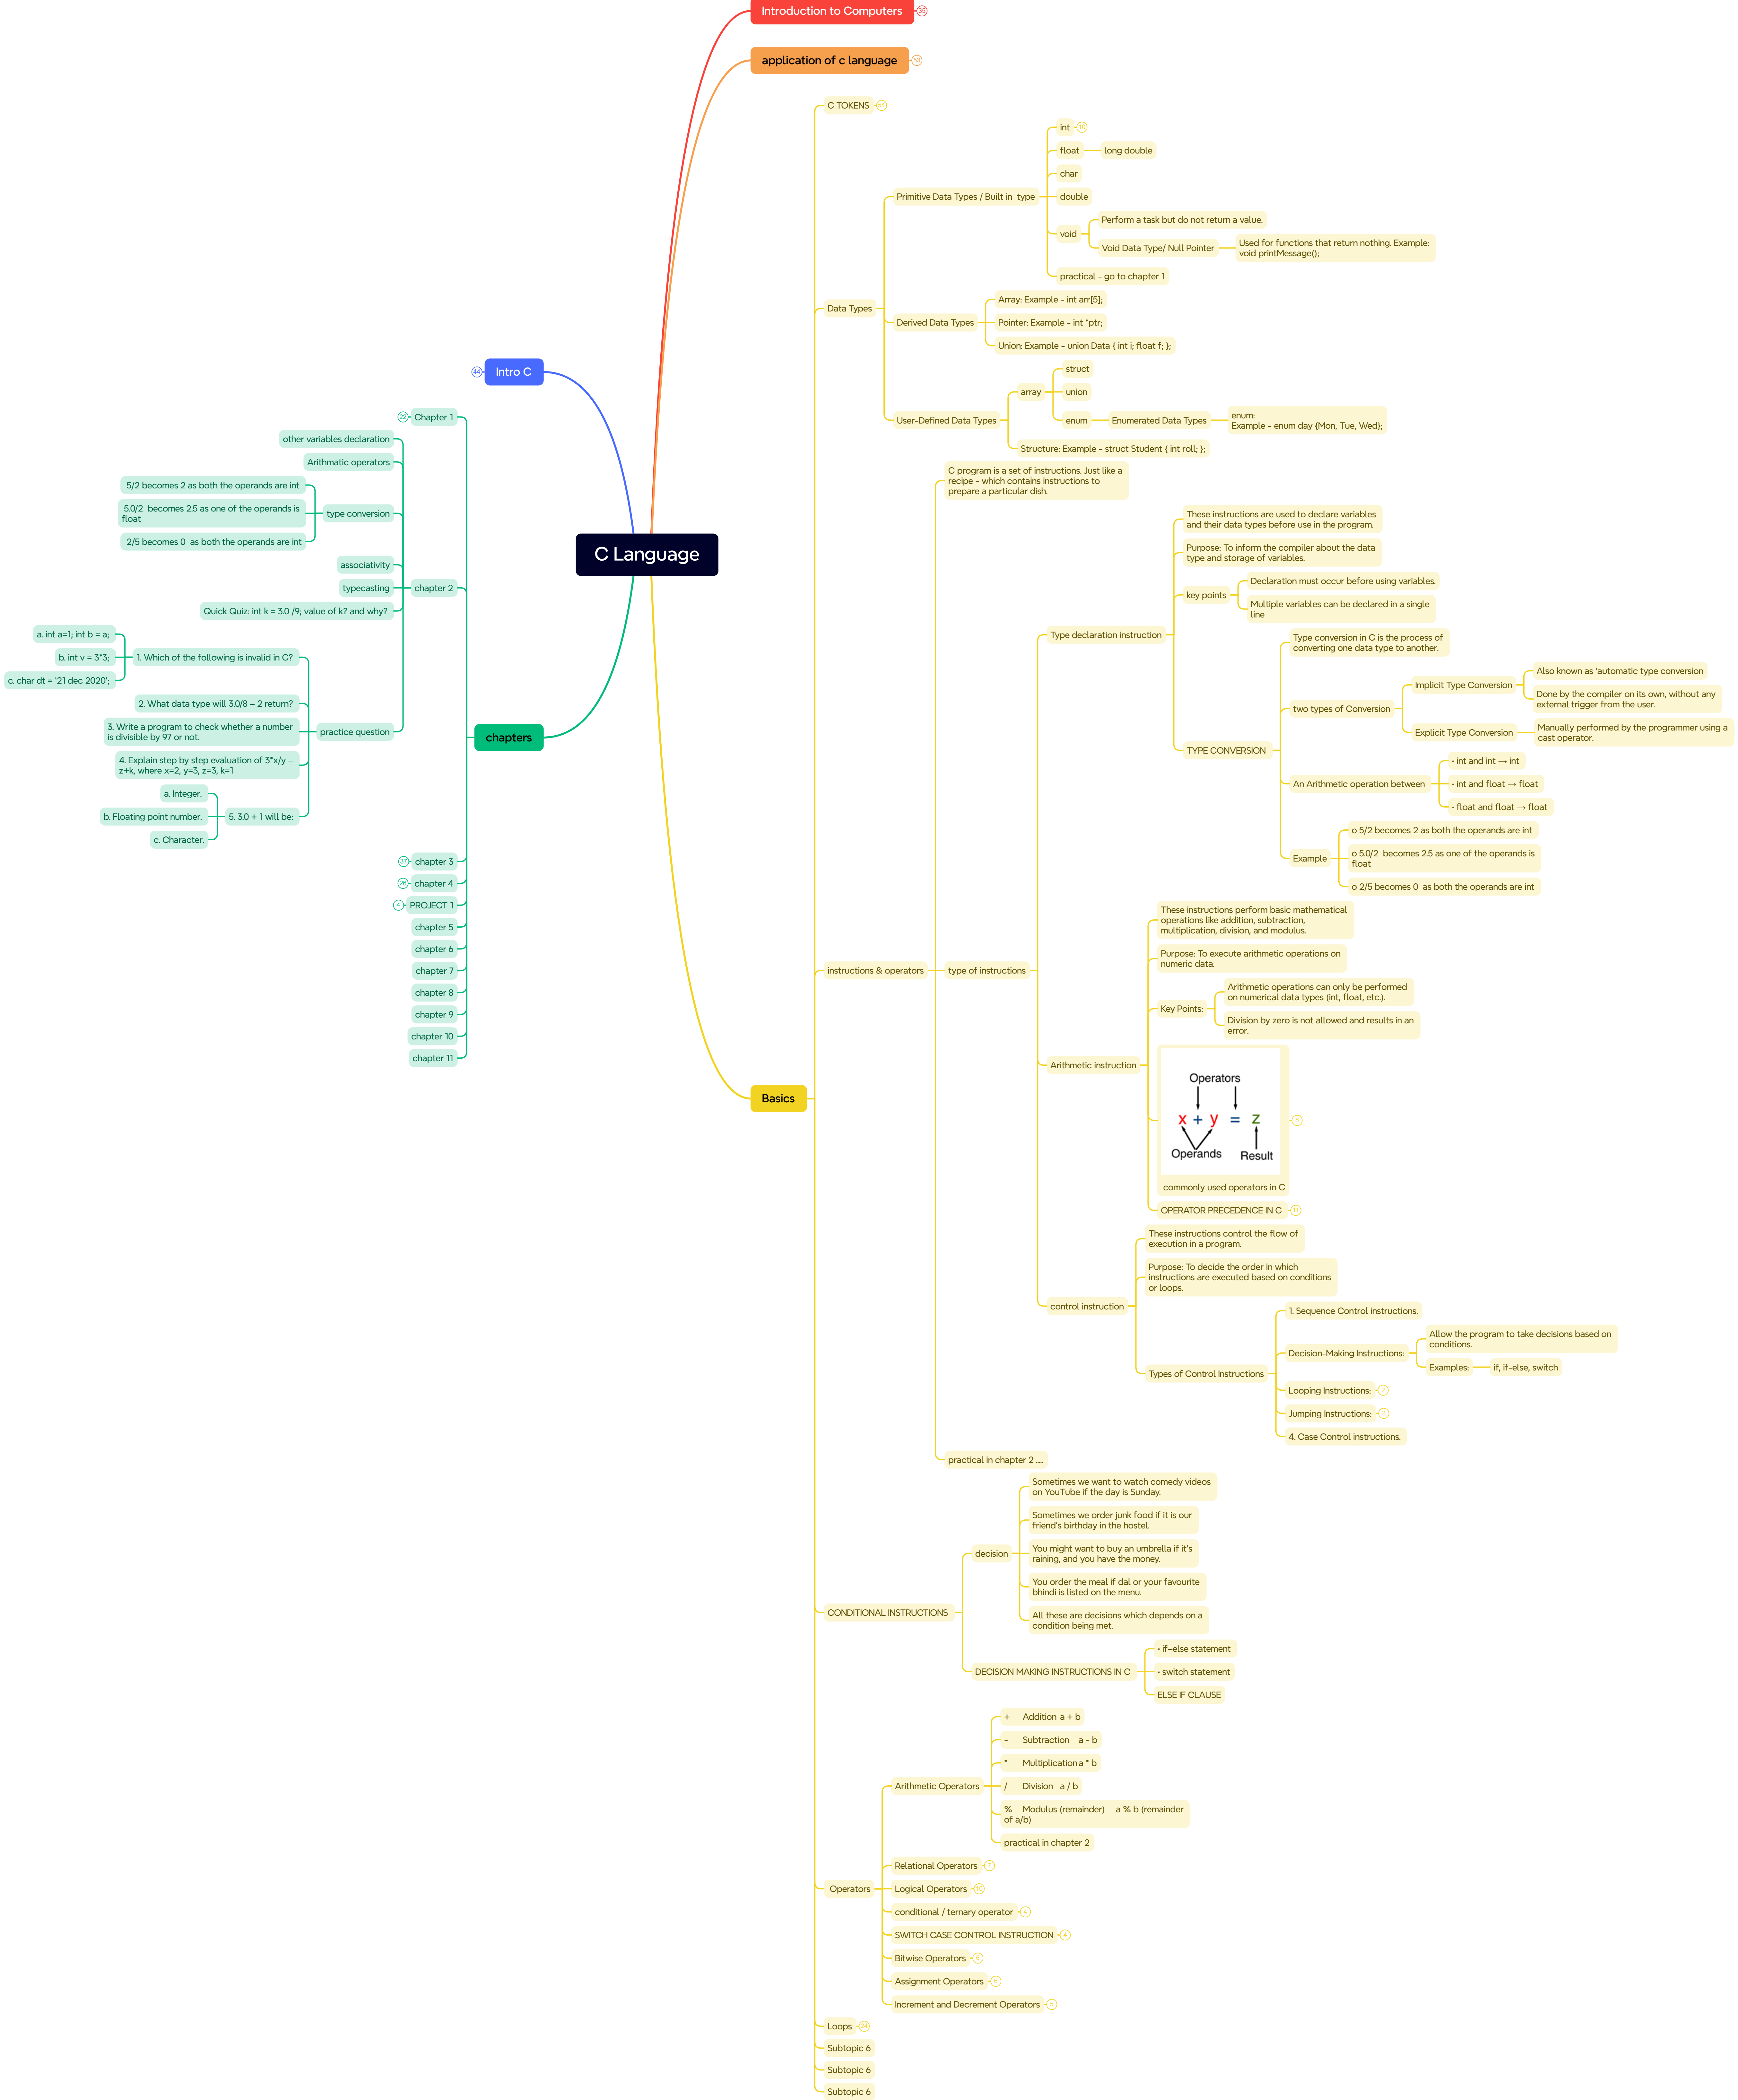 Introduction to Computers
35
application of c language
53
C TOKENS
Data Types
Primitive Data Types / Built in  type
int
10
float
long double
char
double
void
Perform a task but do not return a value.
Void Data Type/ Null Pointer
Used for functions that return nothing. Example:
void printMessage();
practical - go to chapter 1
Derived Data Types
Array: Example - int arr[5];
Pointer: Example - int *ptr;
Union: Example - union Data { int i; float f; };
User-Defined Data Types
array
struct
union
enum
Enumerated Data Types
enum:
Example - enum day {Mon, Tue, Wed};
Structure: Example - struct Student { int roll; };
Intro C
44
C Language
chapters
Chapter 1
22
chapter 2
other variables declaration
Arithmatic operators
type conversion
5/2 becomes 2 as both the operands are int
5.0/2  becomes 2.5 as one of the operands is
float
2/5 becomes 0  as both the operands are int
associativity
typecasting
Quick Quiz: int k = 3.0 /9; value of k? and why?
practice question
1. Which of the following is invalid in C?
a. int a=1; int b = a;
b. int v = 3*3;
c. char dt = '21 dec 2020';
2. What data type will 3.0/8 – 2 return?
3. Write a program to check whether a number
is divisible by 97 or not.
4. Explain step by step evaluation of 3*x/y –
z+k, where x=2, y=3, z=3, k=1
5. 3.0 + 1 will be:
a. Integer.
b. Floating point number.
c. Character.
chapter 3
37
chapter 4
26
PROJECT 1
4
chapter 5
chapter 6
chapter 7
chapter 8
chapter 9
chapter 10
chapter 11
Basics
instructions & operators
C program is a set of instructions. Just like a
recipe - which contains instructions to
prepare a particular dish.
type of instructions
Type declaration instruction
These instructions are used to declare variables
and their data types before use in the program.
Purpose: To inform the compiler about the data
type and storage of variables.
key points
Declaration must occur before using variables.
Multiple variables can be declared in a single
line
TYPE CONVERSION
Type conversion in C is the process of
converting one data type to another.
two types of Conversion
Implicit Type Conversion
Also known as 'automatic type conversion
Done by the compiler on its own, without any
external trigger from the user.
Explicit Type Conversion
Manually performed by the programmer using a
cast operator.
An Arithmetic operation between
• int and int → int
• int and float → float
• float and float → float
Example
o 5/2 becomes 2 as both the operands are int
o 5.0/2  becomes 2.5 as one of the operands is
float
o 2/5 becomes 0  as both the operands are int
Arithmetic instruction
These instructions perform basic mathematical
operations like addition, subtraction,
multiplication, division, and modulus.
Purpose: To execute arithmetic operations on
numeric data.
Key Points:
Arithmetic operations can only be performed
on numerical data types (int, float, etc.).
Division by zero is not allowed and results in an
error.
Operators
x + y = z
Operands
Result
commonly used operators in C
OPERATOR PRECEDENCE IN C
11
control instruction
These instructions control the flow of
execution in a program.
Purpose: To decide the order in which
instructions are executed based on conditions
or loops.
Types of Control Instructions
1. Sequence Control instructions.
Decision-Making Instructions:
Allow the program to take decisions based on
conditions.
Examples:
if, if-else, switch
Looping Instructions:
2
Jumping Instructions:
2
4. Case Control instructions.
practical in chapter 2 ....
CONDITIONAL INSTRUCTIONS
decision
Sometimes we want to watch comedy videos
on YouTube if the day is Sunday.
Sometimes we order junk food if it is our
friend's birthday in the hostel.
You might want to buy an umbrella if it's
raining, and you have the money.
You order the meal if dal or your favourite
bhindi is listed on the menu.
All these are decisions which depends on a
condition being met.
DECISION MAKING INSTRUCTIONS IN C
• if–else statement
• switch statement
ELSE IF CLAUSE
Operators
Arithmetic Operators
+ Addition a + b
- Subtraction a - b
* Multiplication a * b
/ Division a / b
% Modulus (remainder) a % b (remainder
of a/b)
practical in chapter 2
Relational Operators
7
Logical Operators
conditional / ternary operator
4
SWITCH CASE CONTROL INSTRUCTION
4
Bitwise Operators
6
Assignment Operators
6
Increment and Decrement Operators
5
Loops
24
Subtopic 6
Subtopic 6
Subtopic 6